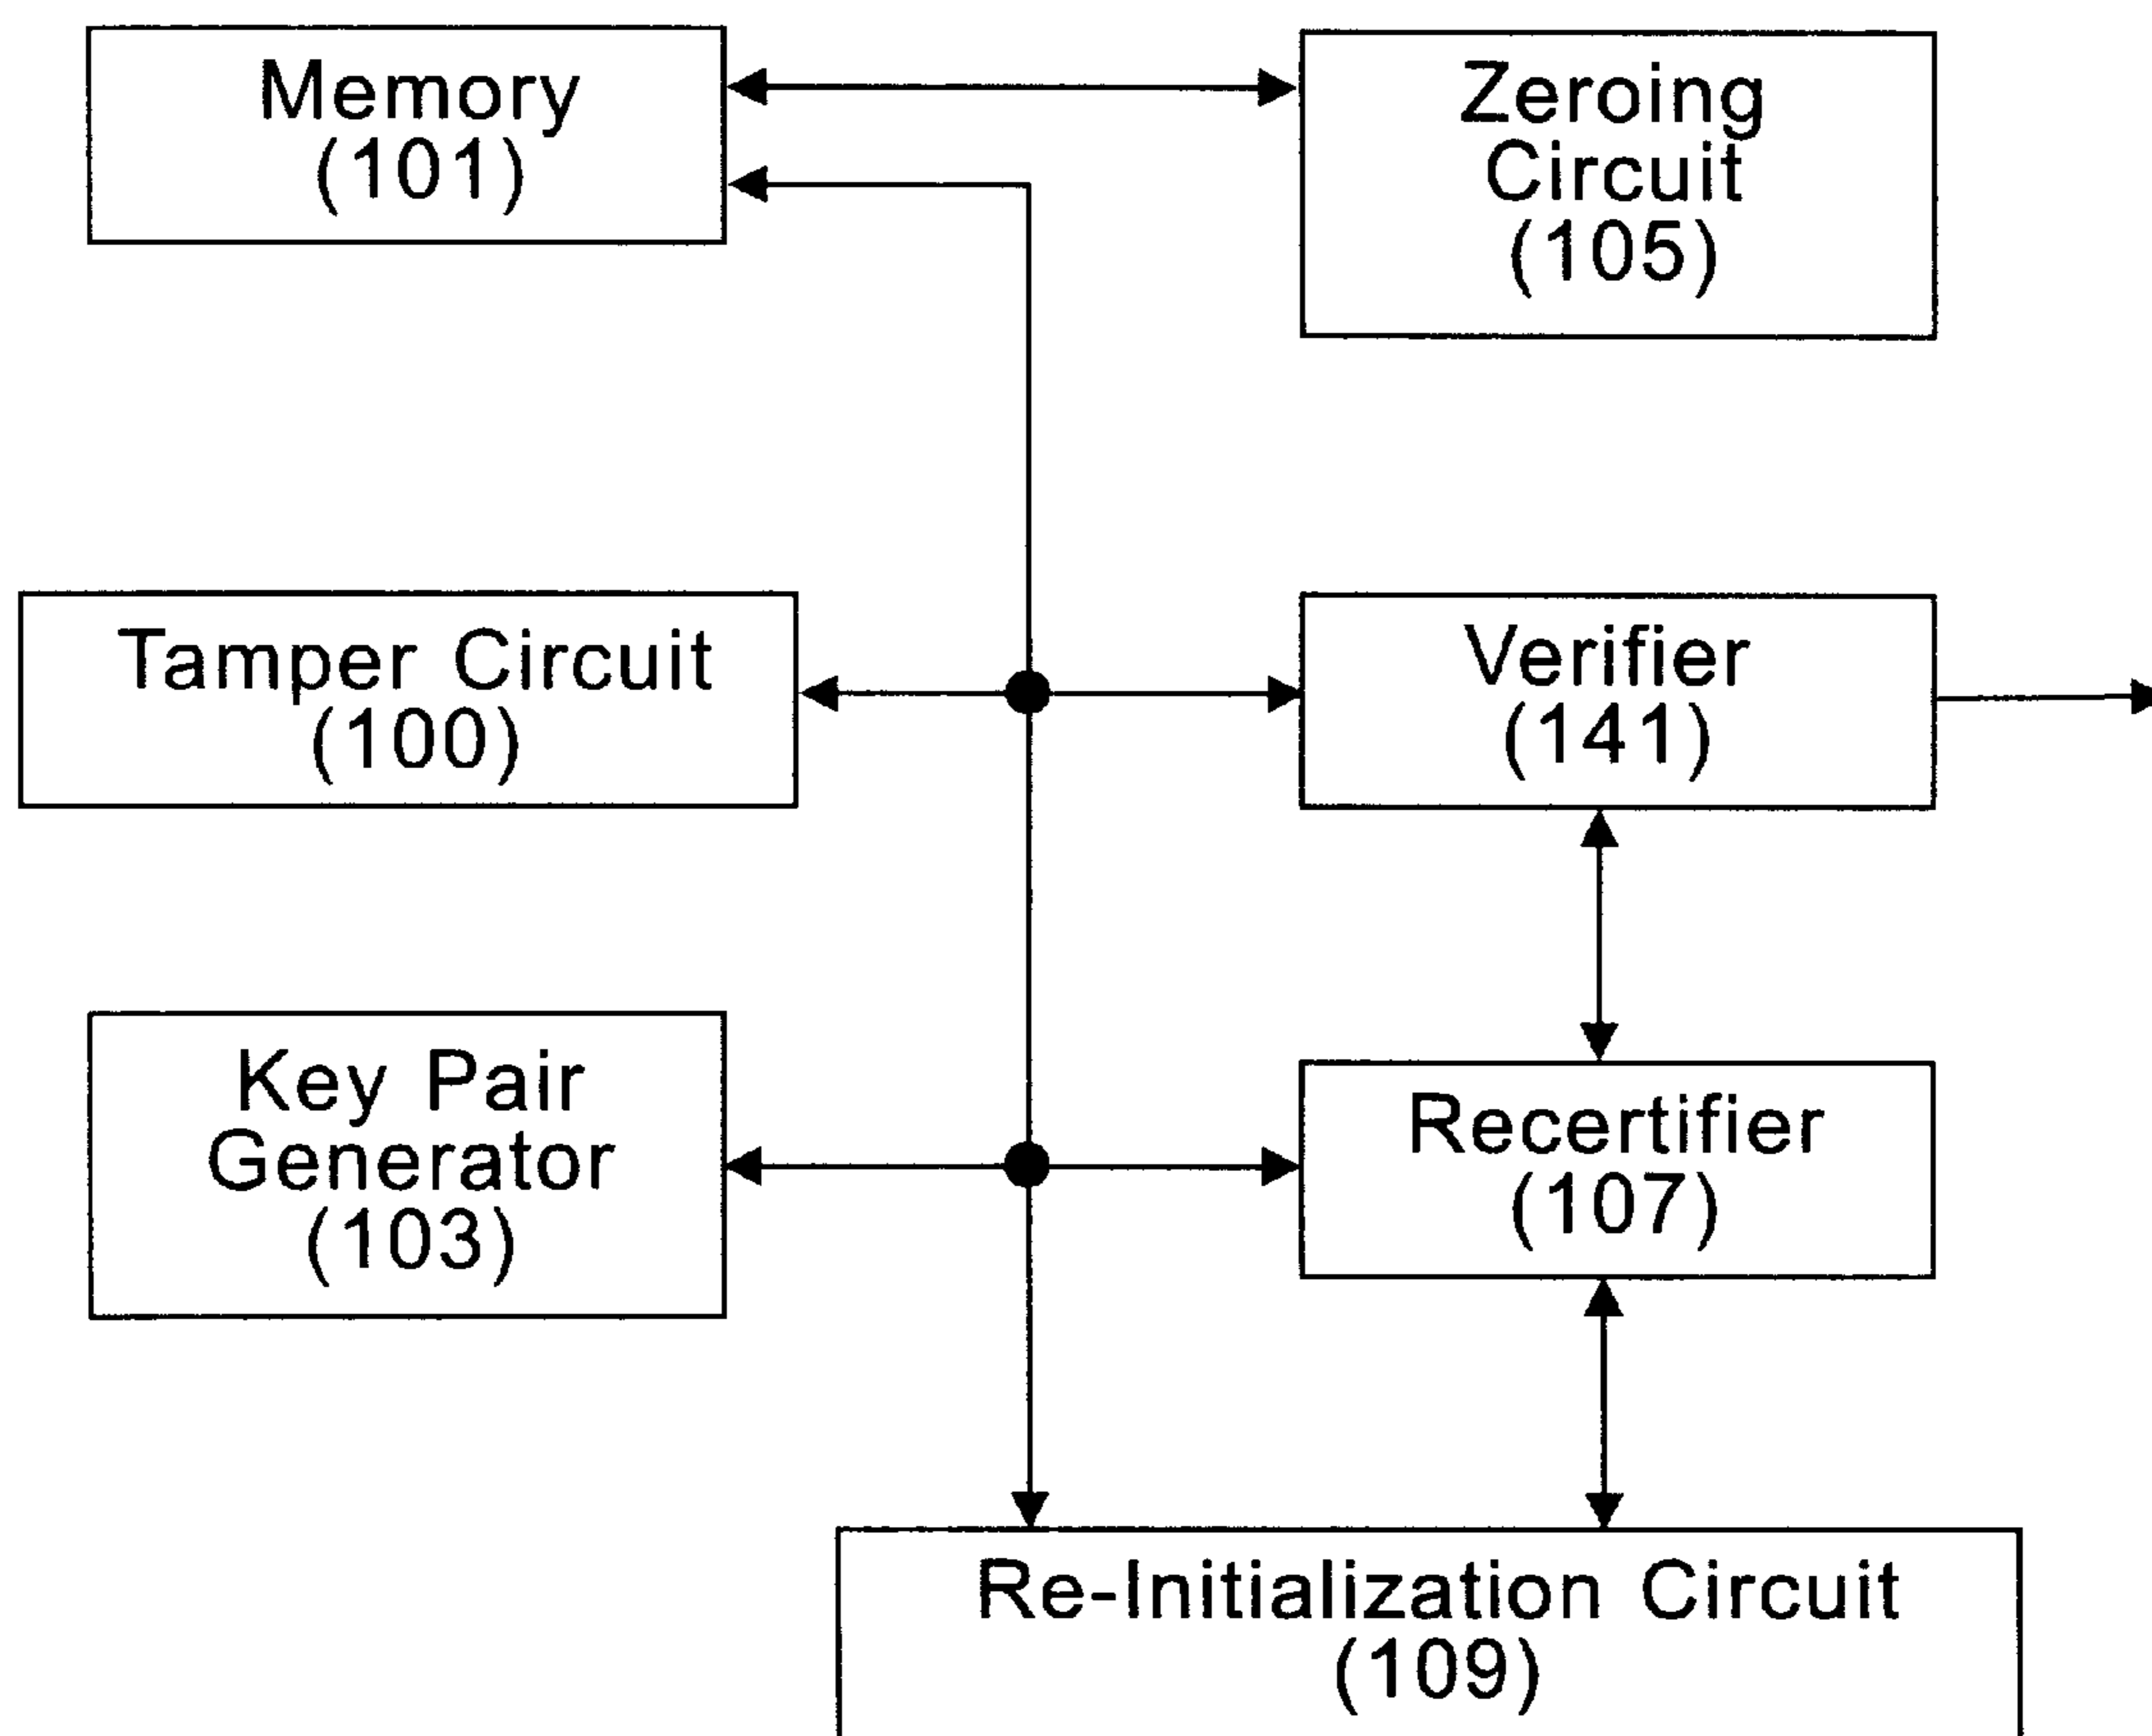 Memory
(101)
Zeroing
Circuit
(105)
Tamper Circuit
(100)
Verifier
(141)
Key Pair
Generator
(103)
Recertifier
(107)
Re-Initialization Circuit
(109)